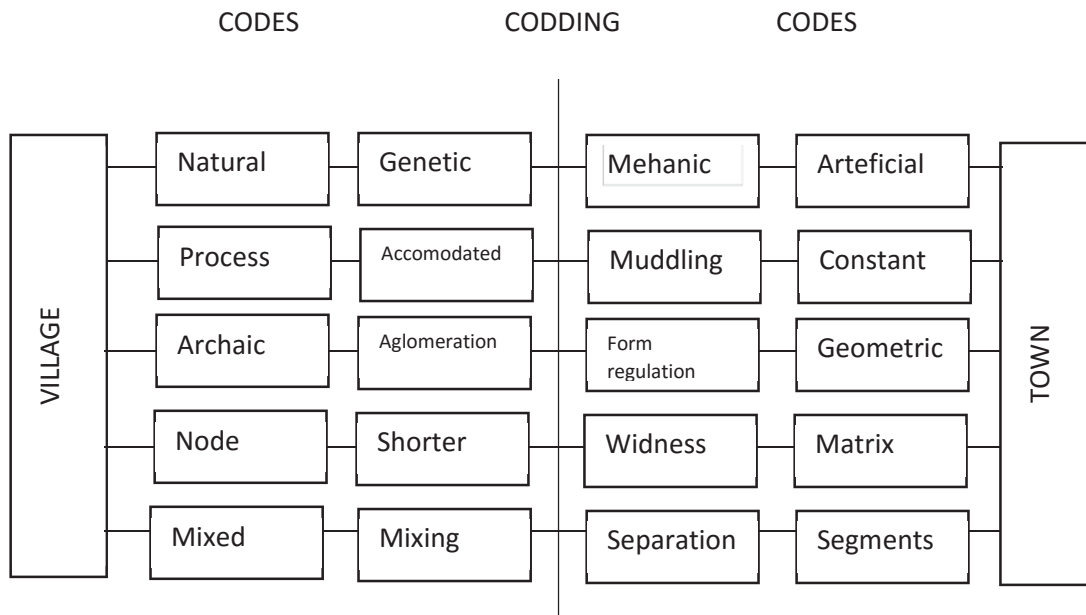 CODES CODDING CODES
VILLAGE
Natural Genetic Mehanic Arteficial
Process Accomodated Muddling Constant
Archaic Aglomeration Form regulation Geometric
Node Shorter Widness Matrix
Mixed Mixing Separation Segments
TOWN